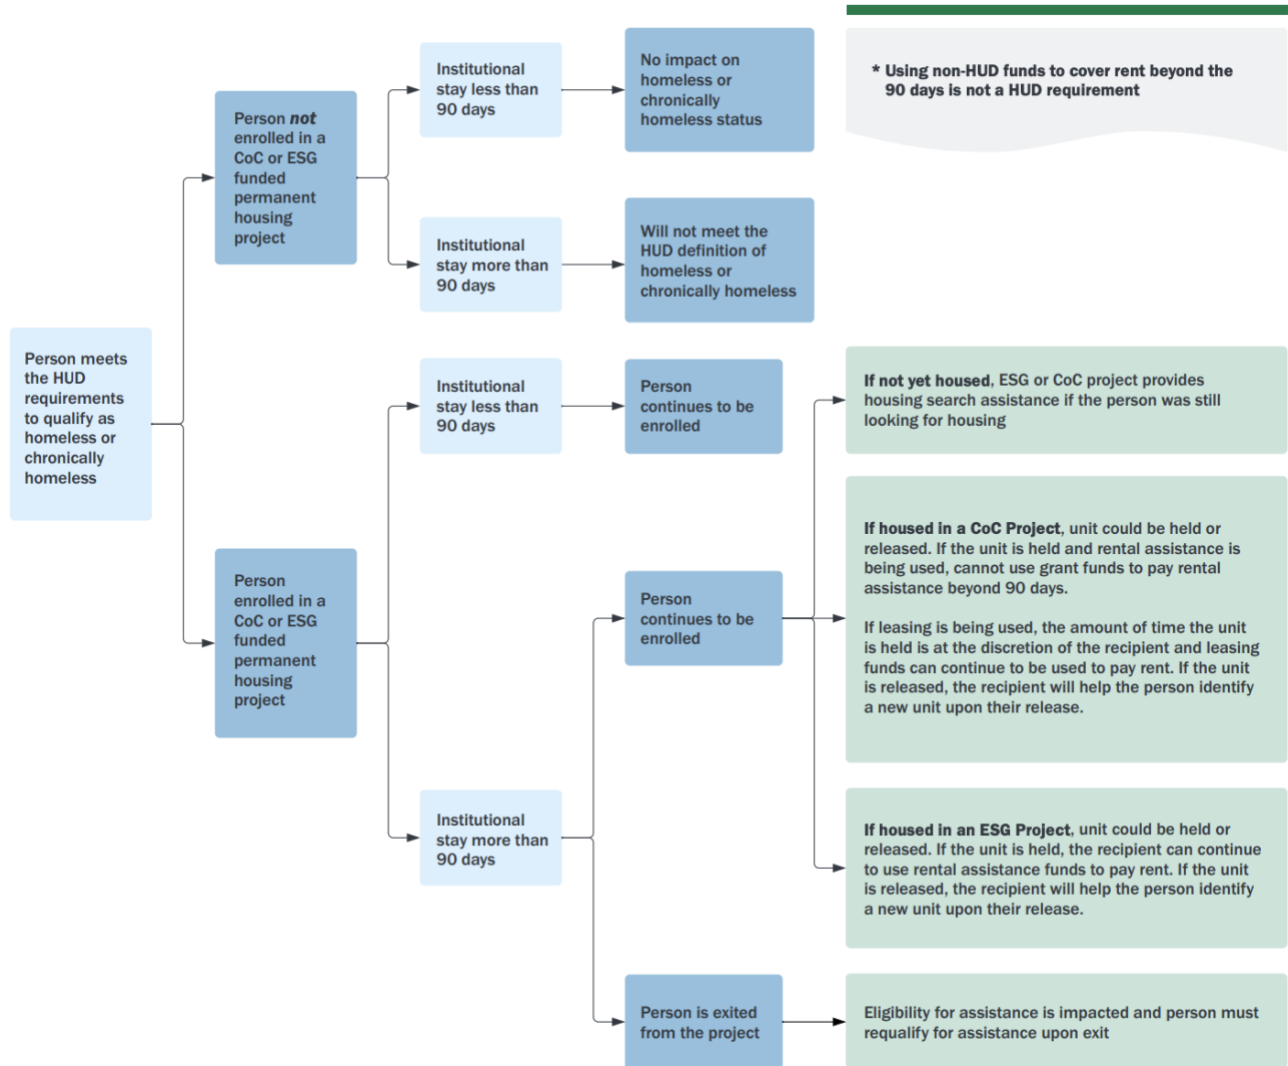 * Using non-HUD funds to cover rent beyond the
90 days is not a HUD requirement
Person meets
the HUD
requirements
to qualify as
homeless or
chronically
homeless
Person not
enrolled in a
CoC or ESG
funded
permanent
housing
project
Institutional
stay less than
90 days
No impact on
homeless or
chronically
homeless status
Institutional
stay more than
90 days
Will not meet the
HUD definition of
homeless or
chronically homeless
Person
enrolled in a
CoC or ESG
funded
permanent
housing
project
Institutional
stay less than
90 days
Person
continues to be
enrolled
Institutional
stay more than
90 days
Person
continues to be
enrolled
If not yet housed, ESG or CoC project provides
housing search assistance if the person was still
looking for housing
If housed in a CoC Project, unit could be held or
released. If the unit is held and rental assistance is
being used, cannot use grant funds to pay rental
assistance beyond 90 days.
If leasing is being used, the amount of time the unit
is held is at the discretion of the recipient and leasing
funds can continue to be used to pay rent. If the unit
is released, the recipient will help the person identify
a new unit upon their release.
If housed in an ESG Project, unit could be held or
released. If the unit is held, the recipient can continue
to use rental assistance funds to pay rent. If the unit
is released, the recipient will help the person identify
a new unit upon their release.
Person is exited
from the project
Eligibility for assistance is impacted and person must
requalify for assistance upon exit